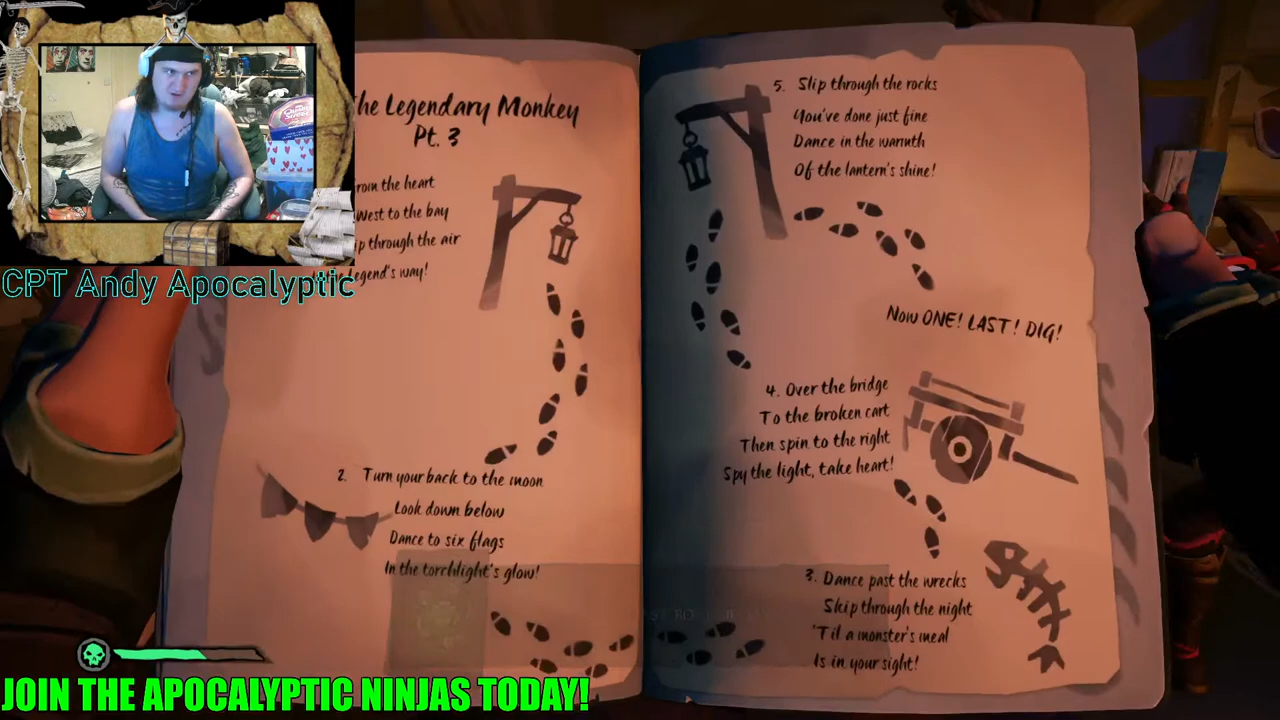 he Legendary Monkey
Pt. 3
rom the heart
West to the bay
ip through the air
Legend's way!
2. Turn your back to the moon
Look down below
Dance to six flags
In the torchlight's glow!
3. Dance past the wrecks
Skip through the night
'Til a monster's meal
Is in your sight!
4. Over the bridge
To the broken cart
Then spin to the right
Spy the light, take heart!
5. Slip through the rocks
You've done just fine
Dance in the warmth
Of the lantern's shine!
Now ONE! LAST! DIG!
CPT Andy Apocalyptic
JOIN THE APOCALYPTIC NINJAS TODAY!